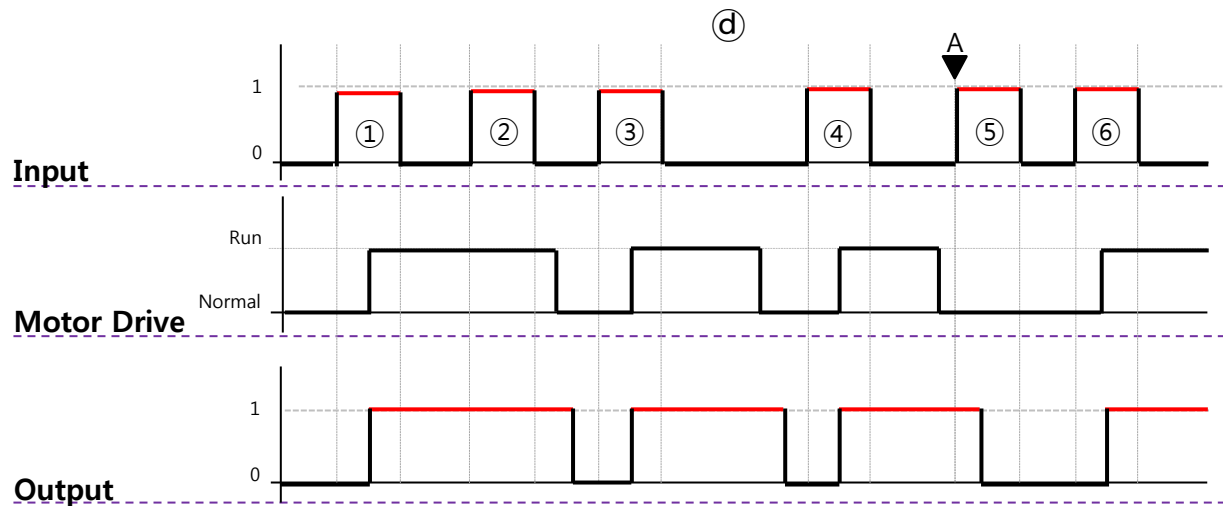 ⓓ
A
1
① ② ③ ④ ⑤ ⑥
0
Input
Run
Normal
Motor Drive
1
0
Output